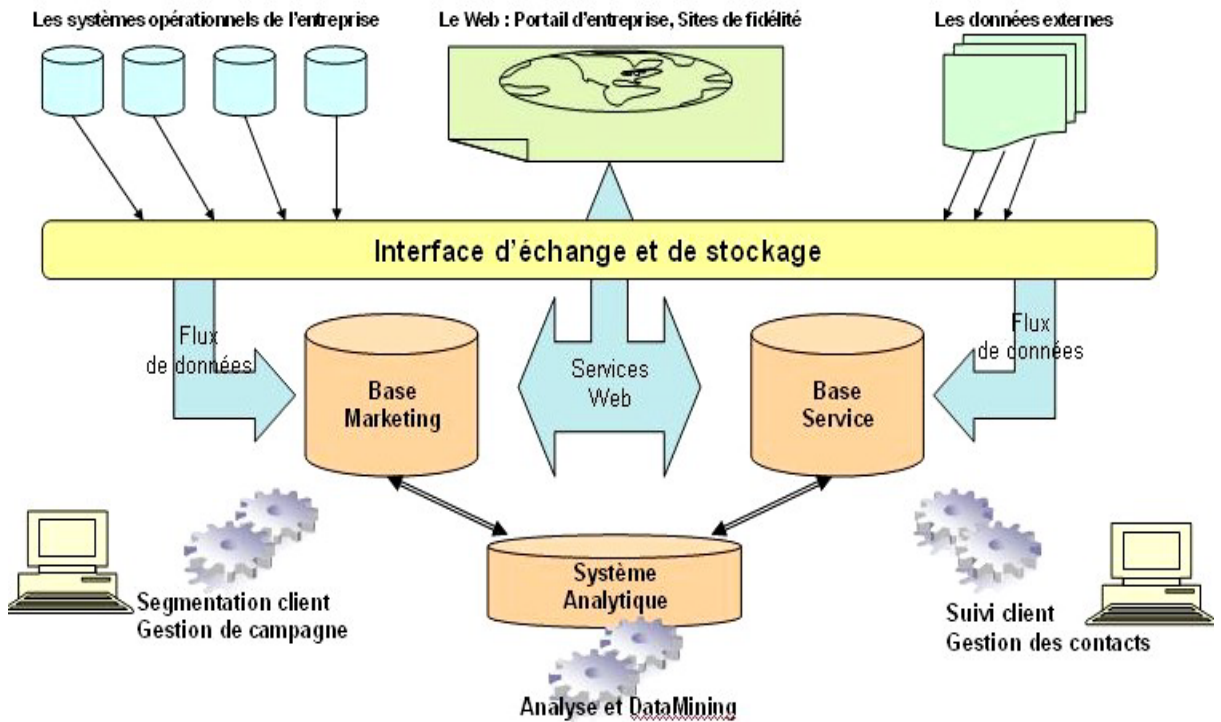 Les systèmes opérationnels de l'entreprise
Le Web : Portail d'entreprise, Sites de fidélité
Les données externes
Interface d'échange et de stockage
Flux
de données
Base
Marketing
Services
Web
Base
Service
Flux
de données
Système
Analytique
Segmentation client
Gestion de campagne
Suivi client
Gestion des contacts
Analyse et DataMining